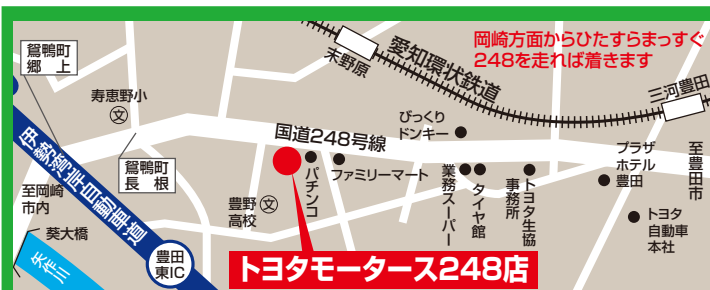 岡崎方面からひたすらまっすぐ
248を走れば着きます
鴛鴨町
郷上
末野原
愛知環状鉄道
三河豊田
寿恵野小
文
びっくり
ドンキー
国道248号線
プラザ
ホテル
豊田
至豊田市
鴛鴨町
長根
伊勢湾岸自動車道
パチンコ
ファミリーマート
業務スーパー
タイヤ館
トヨタ生協
事務所
至岡崎
市内
豊野
高校
文
トヨタ
自動車
本社
葵大橋
矢作川
豊田
東IC
トヨタモータース248店